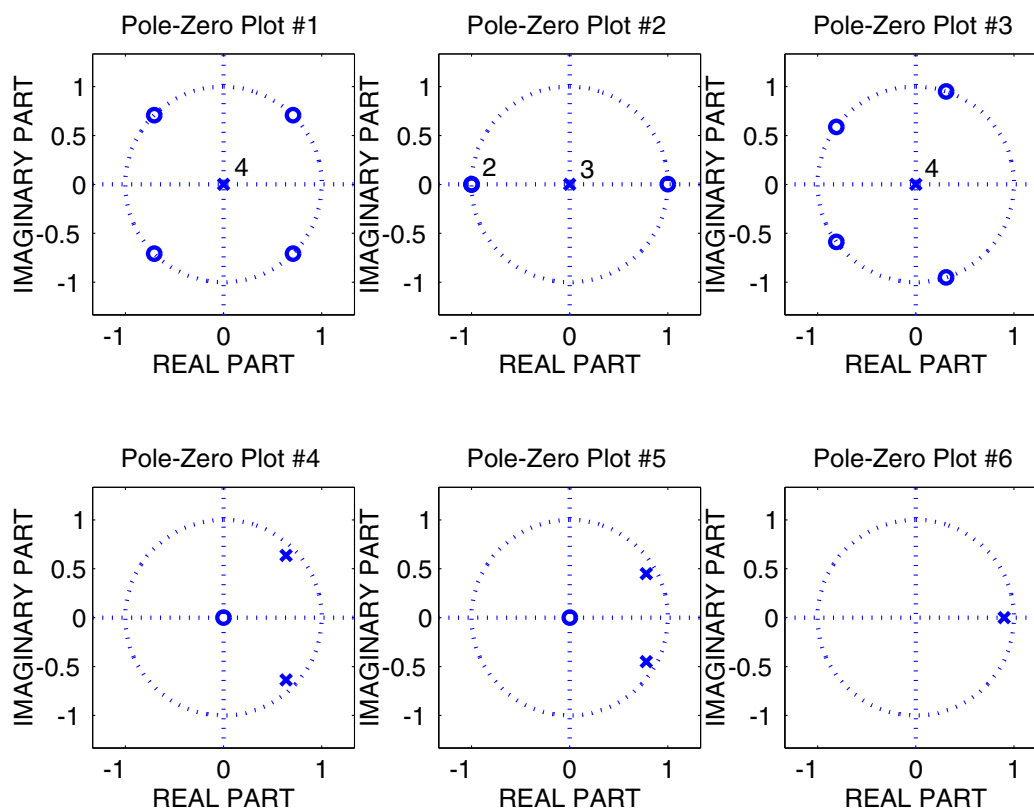 Pole-Zero Plot #1
1
0.5
0
-0.5
-1
IMAGINARY PART
4
-1 0 1
REAL PART
Pole-Zero Plot #2
1
0.5
0
-0.5
-1
IMAGINARY PART
2 3
-1 0 1
REAL PART
Pole-Zero Plot #3
1
0.5
0
-0.5
-1
IMAGINARY PART
4
-1 0 1
REAL PART
Pole-Zero Plot #4
1
0.5
0
-0.5
-1
IMAGINARY PART
-1 0 1
REAL PART
Pole-Zero Plot #5
1
0.5
0
-0.5
-1
IMAGINARY PART
-1 0 1
REAL PART
Pole-Zero Plot #6
1
0.5
0
-0.5
-1
IMAGINARY PART
-1 0 1
REAL PART